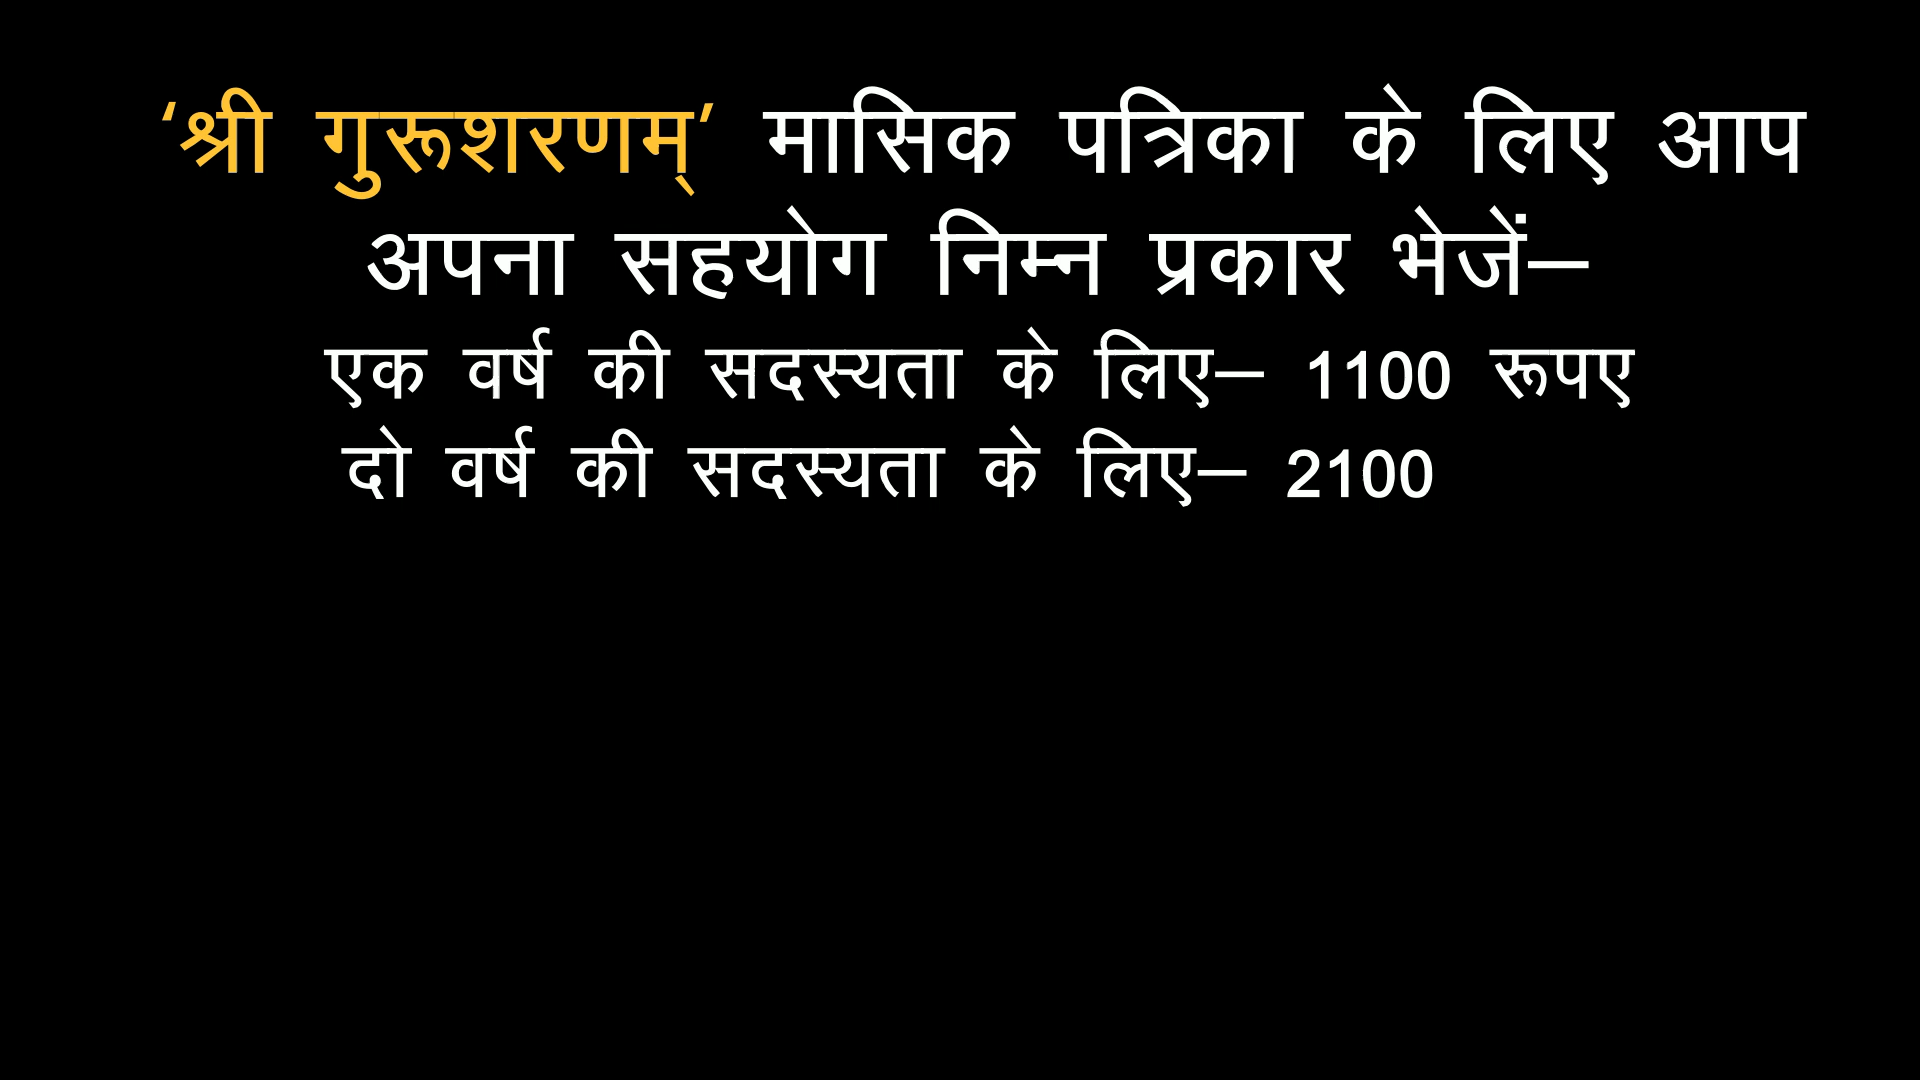 ‘श्री गुरूशरणम्’ मासिक पत्रिका के लिए आप
अपना सहयोग निम्न प्रकार भेजें–
एक वर्ष की सदस्यता के लिए– 1100 रूपए
दो वर्ष की सदस्यता के लिए– 2100